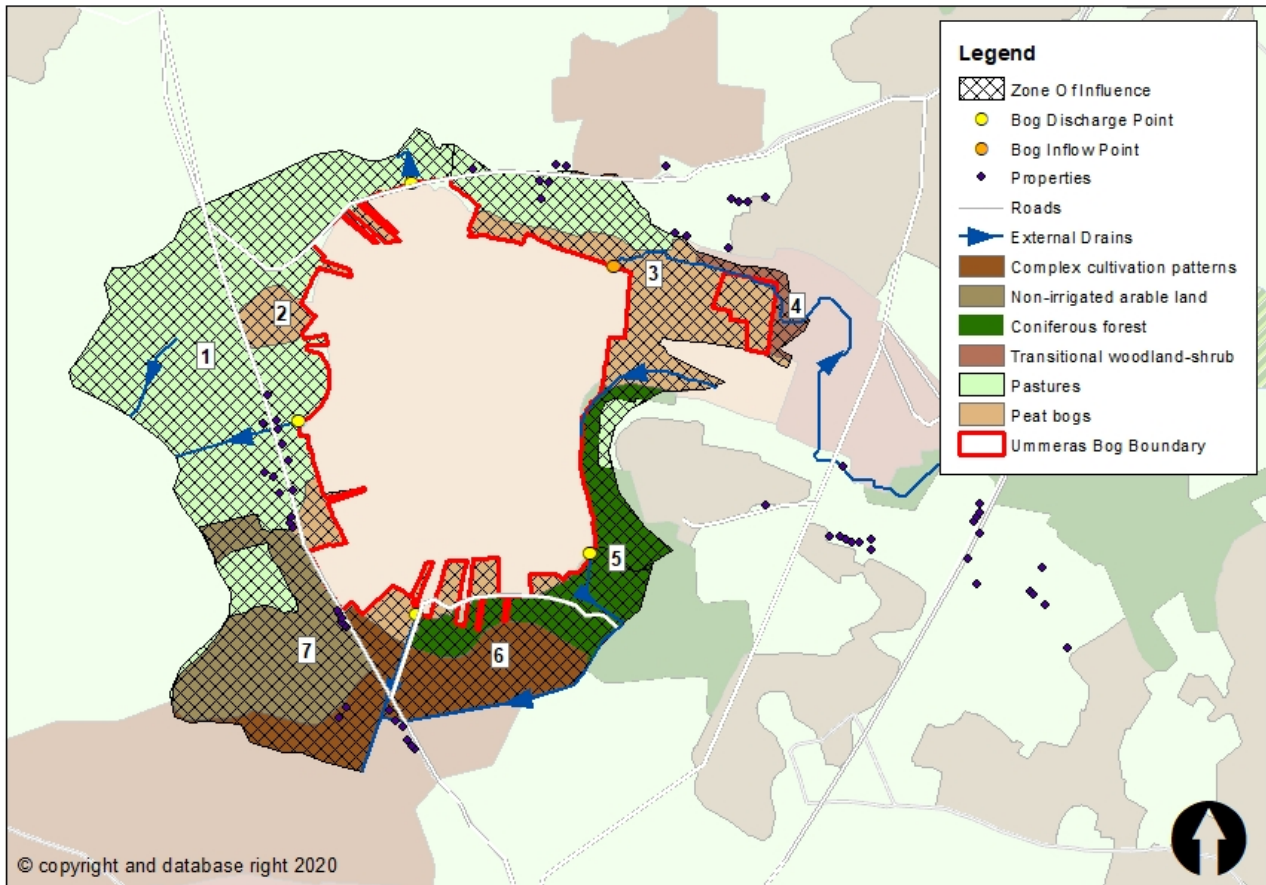 Legend
Zone Of Influence
Bog Discharge Point
Bog Inflow Point
Properties
Roads
External Drains
Complex cultivation patterns
Non-irrigated arable land
Coniferous forest
Transitional woodland-shrub
Pastures
Peat bogs
Ummeras Bog Boundary
3
2
4
1
5
6
7
© copyright and database right 2020